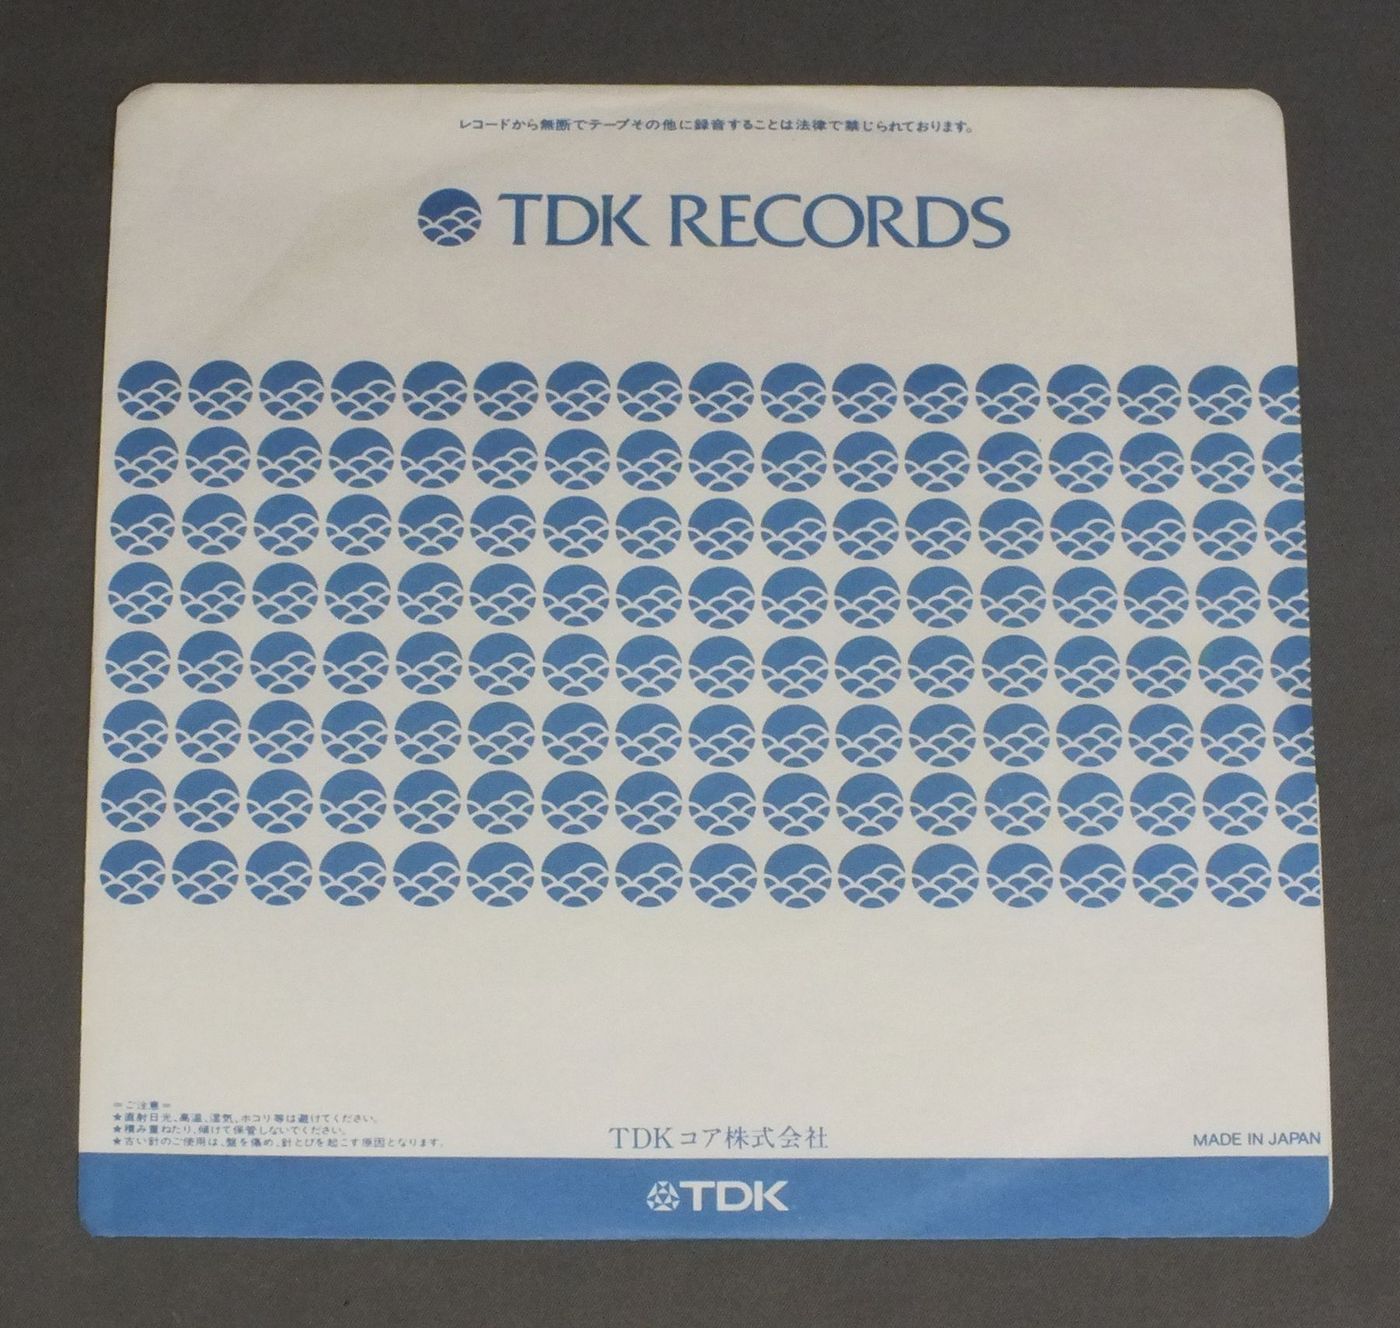 レコードから無断でテープその他に録音することは法律で禁じられております。
TDK RECORDS
=ご注意=
★直射日光、高温、湿気、ホコリ等は避けてください。
★積み重ねたり、傾けて保管しないでください。
★古い針のご使用は、盤を傷め、針とびを起こす原因となります。
TDKコア株式会社
MADE IN JAPAN
TDK